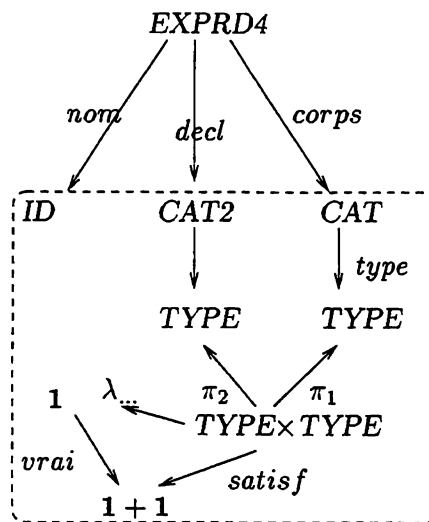 EXPRD4
nom decl corps
ID CAT2 CAT
type
TYPE TYPE
π₂ π₁
1 λ... TYPE×TYPE
vrai satisf
1 + 1